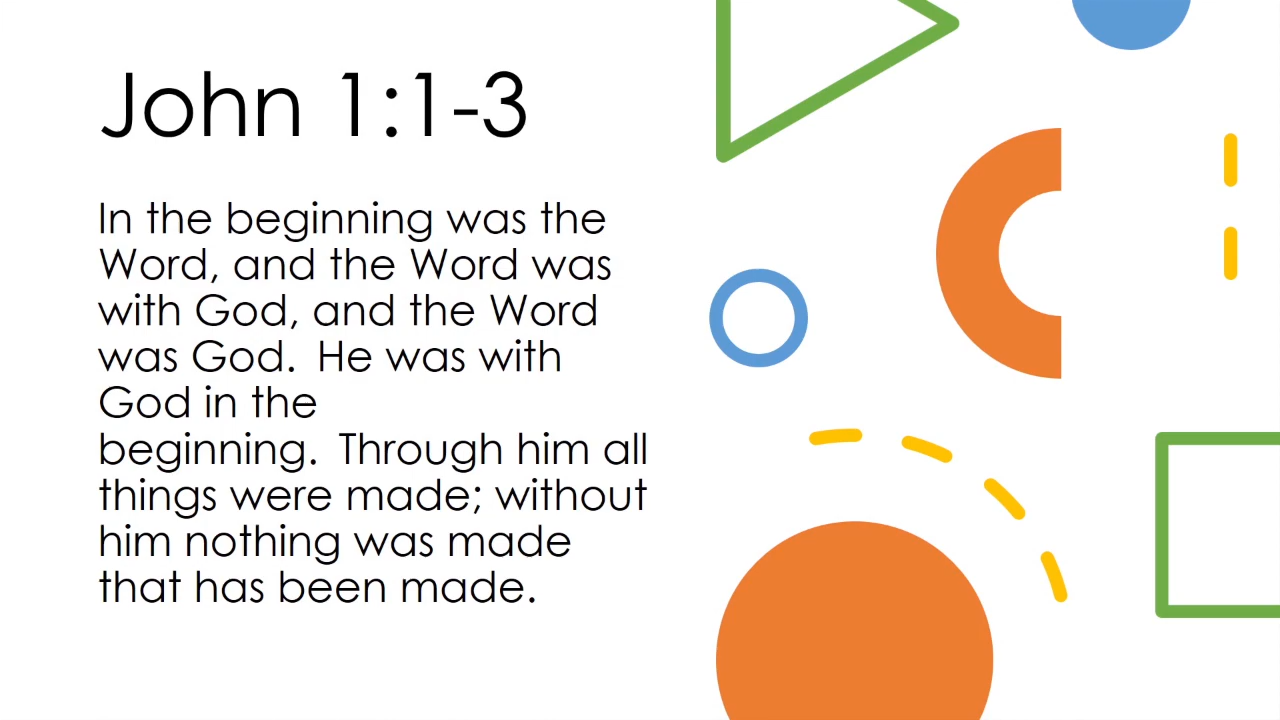 John 1:1-3
In the beginning was the
Word, and the Word was
with God, and the Word
was God.  He was with
God in the
beginning.  Through him all
things were made; without
him nothing was made
that has been made.